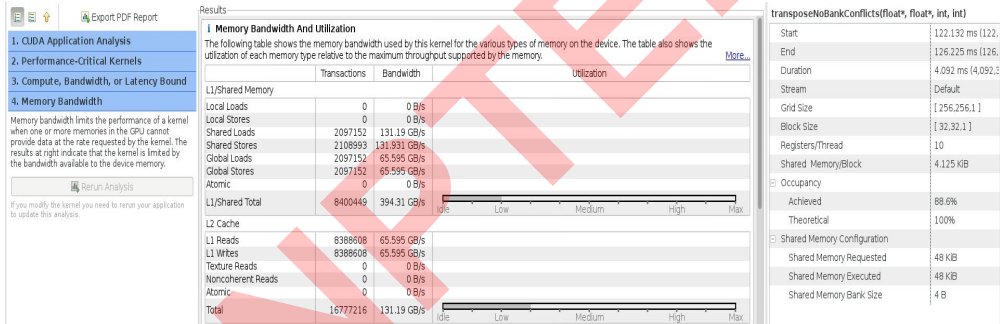 Export PDF Report
1. CUDA Application Analysis
2. Performance-Critical Kernels
3. Compute, Bandwidth, or Latency Bound
4. Memory Bandwidth
Memory bandwidth limits the performance of a kernel
when one or more memories in the GPU cannot
provide data at the rate requested by the kernel. The
results at right indicate that the kernel is limited by
the bandwidth available to the device memory.
Rerun Analysis
If you modify the kernel you need to rerun your application
to update this analysis.
Results
i Memory Bandwidth And Utilization
The following table shows the memory bandwidth used by this kernel for the various types of memory on the device. The table also shows the
utilization of each memory type relative to the maximum throughput supported by the memory. More...
Transactions Bandwidth Utilization
L1/Shared Memory
Local Loads 0 0 B/s
Local Stores 0 0 B/s
Shared Loads 2097152 131.19 GB/s
Shared Stores 2108993 131.931 GB/s
Global Loads 2097152 65.595 GB/s
Global Stores 2097152 65.595 GB/s
Atomic 0 0 B/s
L1/Shared Total 8400449 394.31 GB/s
Idle Low Medium High Max
L2 Cache
L1 Reads 8388608 65.595 GB/s
L1 Writes 8388608 65.595 GB/s
Texture Reads 0 0 B/s
Noncoherent Reads 0 0 B/s
Atomic 0 0 B/s
Total 16777216 131.19 GB/s
Idle Low Medium High Max
transposeNoBankConflicts(float*, float*, int, int)
Start 122.132 ms (122,
End 126.225 ms (126,
Duration 4.092 ms (4,092,3
Stream Default
Grid Size [ 256,256,1 ]
Block Size [ 32,32,1 ]
Registers/Thread 10
Shared Memory/Block 4.125 KiB
Occupancy
Achieved 88.6%
Theoretical 100%
Shared Memory Configuration
Shared Memory Requested 48 KiB
Shared Memory Executed 48 KiB
Shared Memory Bank Size 4 B
NPTE